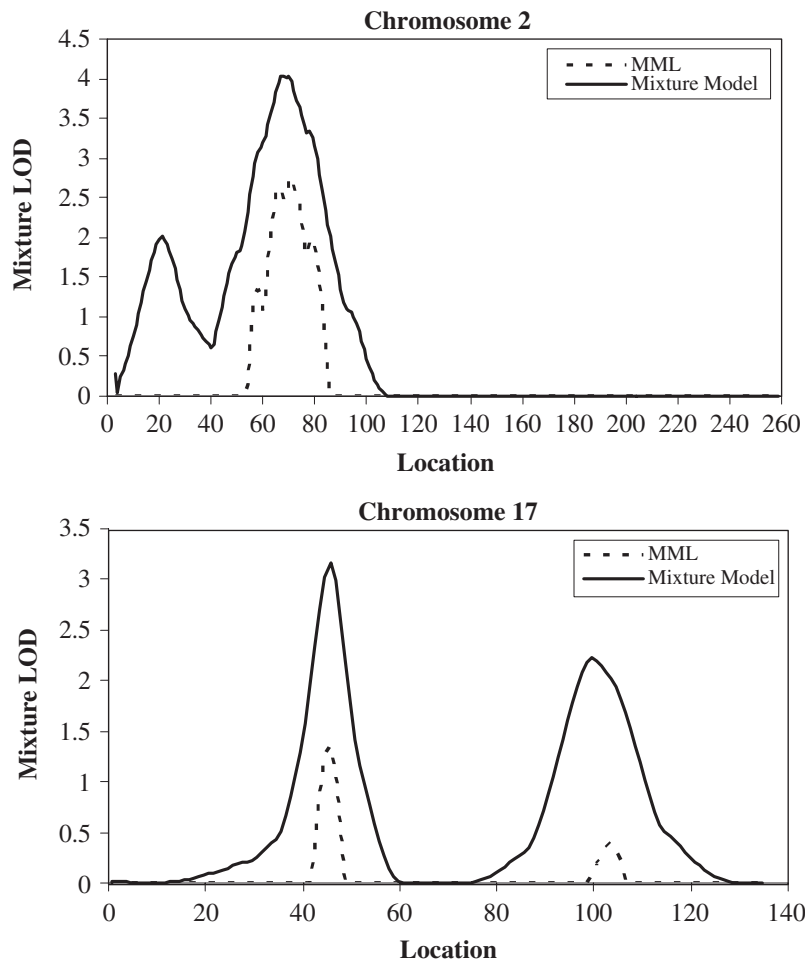 Chromosome 2
4.5
4
3.5
3
2.5
2
1.5
1
0.5
0
Mixture LOD
MML
Mixture Model
0 20 40 60 80 100 120 140 160 180 200 220 240 260
Location
Chromosome 17
3.5
3
2.5
2
1.5
1
0.5
0
Mixture LOD
MML
Mixture Model
0 20 40 60 80 100 120 140
Location